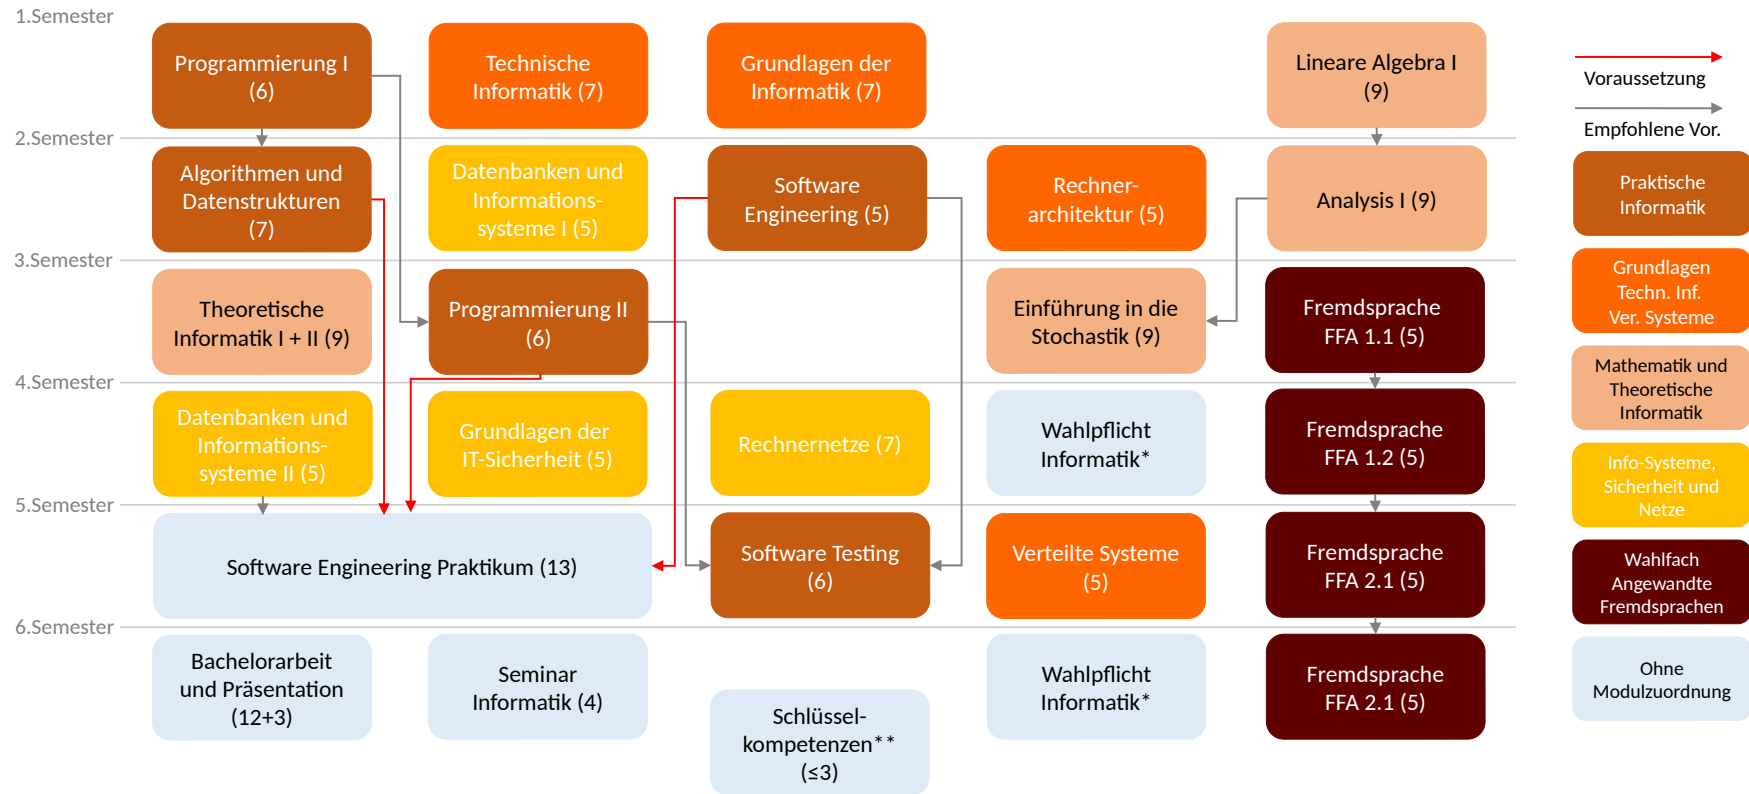 1.Semester
Programmierung I
(6)
Technische
Informatik (7)
Grundlagen der
Informatik (7)
Lineare Algebra I
(9)
2.Semester
Algorithmen und
Datenstrukturen
(7)
Datenbanken und
Informations-
systeme I (5)
Software
Engineering (5)
Rechner-
architektur (5)
Analysis I (9)
3.Semester
Theoretische
Informatik I + II (9)
Programmierung II
(6)
Einführung in die
Stochastik (9)
Fremdsprache
FFA 1.1 (5)
4.Semester
Datenbanken und
Informations-
systeme II (5)
Grundlagen der
IT-Sicherheit (5)
Rechnernetze (7)
Wahlpflicht
Informatik*
Fremdsprache
FFA 1.2 (5)
5.Semester
Software Engineering Praktikum (13)
Software Testing
(6)
Verteilte Systeme
(5)
Fremdsprache
FFA 2.1 (5)
6.Semester
Bachelorarbeit
und Präsentation
(12+3)
Seminar
Informatik (4)
Schlüssel-
kompetenzen**
(≤3)
Wahlpflicht
Informatik*
Fremdsprache
FFA 2.1 (5)
Voraussetzung
Empfohlene Vor.
Praktische
Informatik
Grundlagen
Techn. Inf.
Ver. Systeme
Mathematik und
Theoretische
Informatik
Info-Systeme,
Sicherheit und
Netze
Wahlfach
Angewandte
Fremdsprachen
Ohne
Modulzuordnung